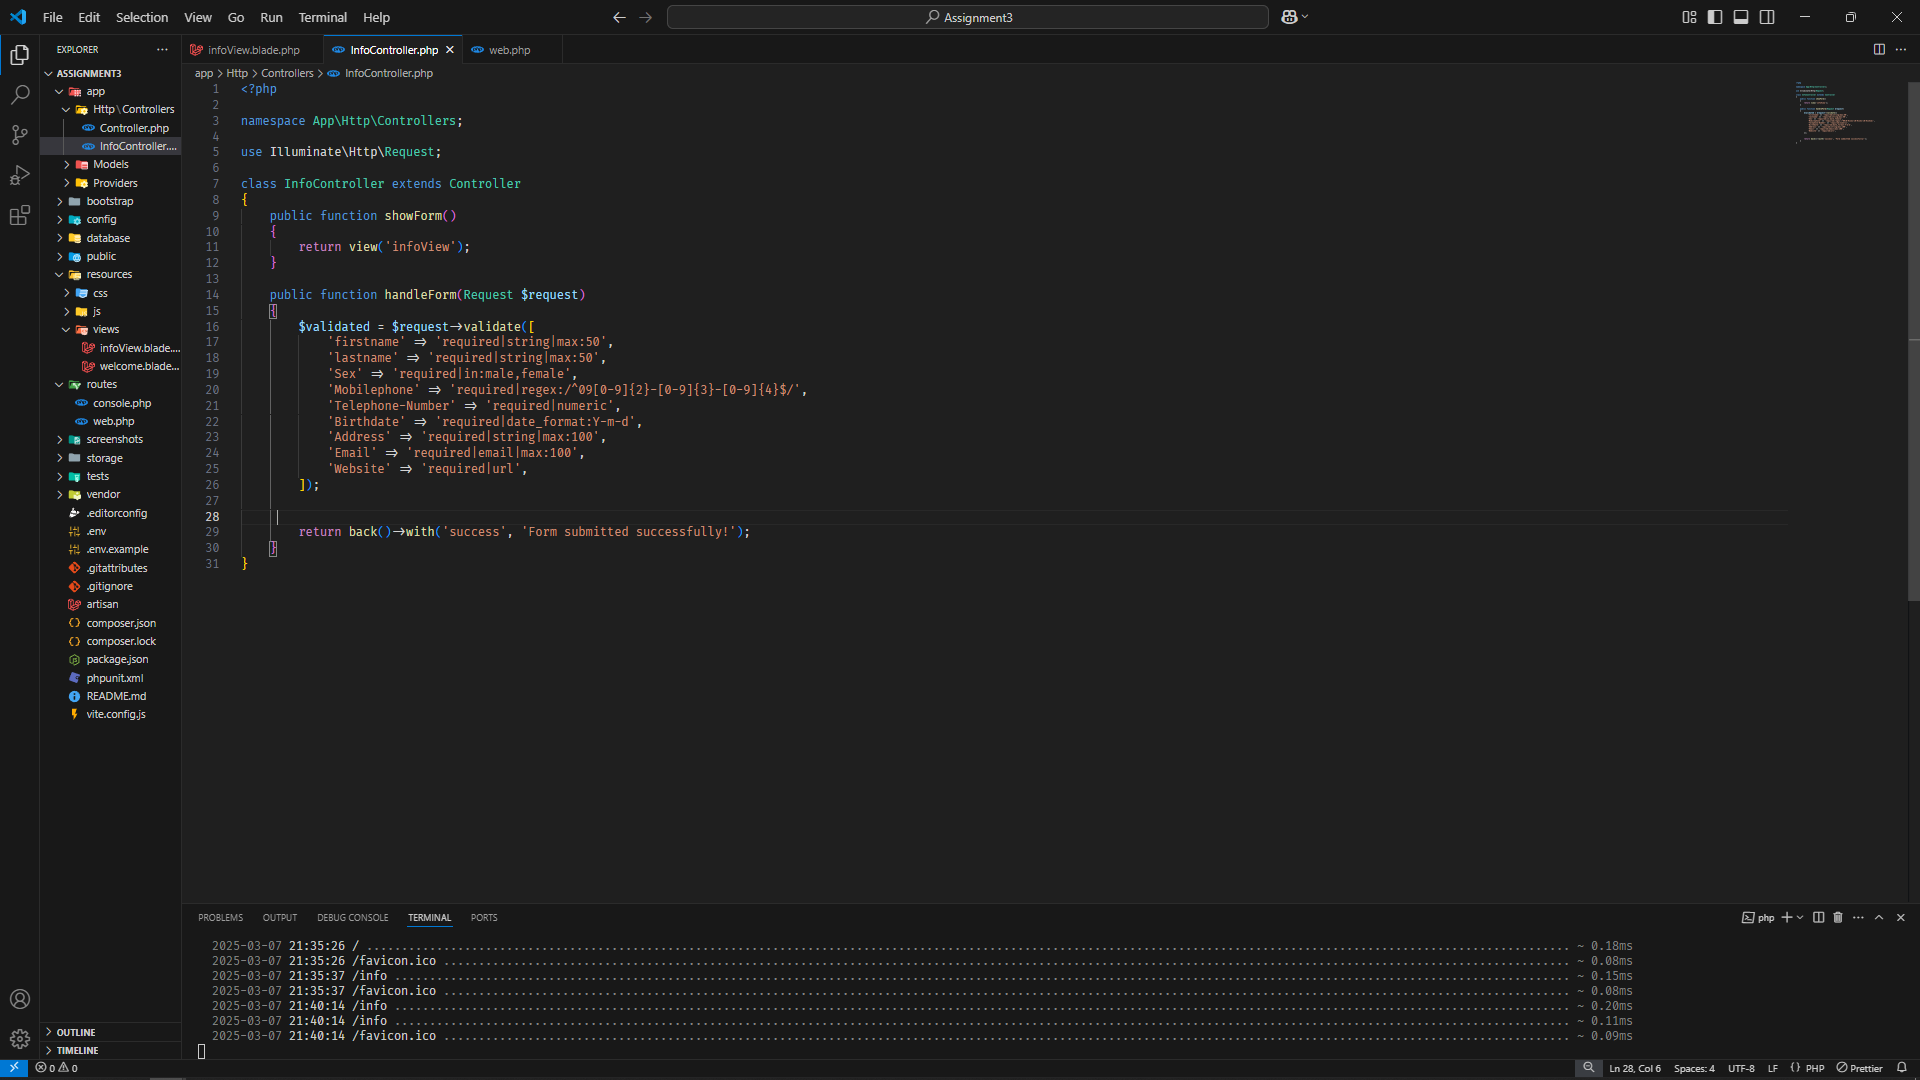 File Edit Selection View Go Run Terminal Help
Assignment3
EXPLORER
infoView.blade.php InfoController.php web.php
ASSIGNMENT3
app
Http \ Controllers
Controller.php
InfoController....
Models
Providers
bootstrap
config
database
public
resources
css
js
views
infoView.blade....
welcome.blade...
routes
console.php
web.php
screenshots
storage
tests
vendor
.editorconfig
.env
.env.example
.gitattributes
.gitignore
artisan
composer.json
composer.lock
package.json
phpunit.xml
README.md
vite.config.js
OUTLINE
TIMELINE
app > Http > Controllers > InfoController.php
1 <?php
2
3 namespace App\Http\Controllers;
4
5 use Illuminate\Http\Request;
6
7 class InfoController extends Controller
8 {
9 public function showForm()
10 {
11 return view('infoView');
12 }
13
14 public function handleForm(Request $request)
15 {
16 $validated = $request->validate([
17 'firstname' => 'required|string|max:50',
18 'lastname' => 'required|string|max:50',
19 'Sex' => 'required|in:male,female',
20 'Mobilephone' => 'required|regex:/^09[0-9]{2}-[0-9]{3}-[0-9]{4}$/',
21 'Telephone-Number' => 'required|numeric',
22 'Birthdate' => 'required|date_format:Y-m-d',
23 'Address' => 'required|string|max:100',
24 'Email' => 'required|email|max:100',
25 'Website' => 'required|url',
26 ]);
27
28
29 return back()->with('success', 'Form submitted successfully!');
30 }
31 }
PROBLEMS OUTPUT DEBUG CONSOLE TERMINAL PORTS
php
2025-03-07 21:35:26 / ~ 0.18ms
2025-03-07 21:35:26 /favicon.ico ~ 0.08ms
2025-03-07 21:35:37 /info ~ 0.15ms
2025-03-07 21:35:37 /favicon.ico ~ 0.08ms
2025-03-07 21:40:14 /info ~ 0.20ms
2025-03-07 21:40:14 /info ~ 0.11ms
2025-03-07 21:40:14 /favicon.ico ~ 0.09ms
0 0
Ln 28, Col 6 Spaces: 4 UTF-8 LF {} PHP Prettier